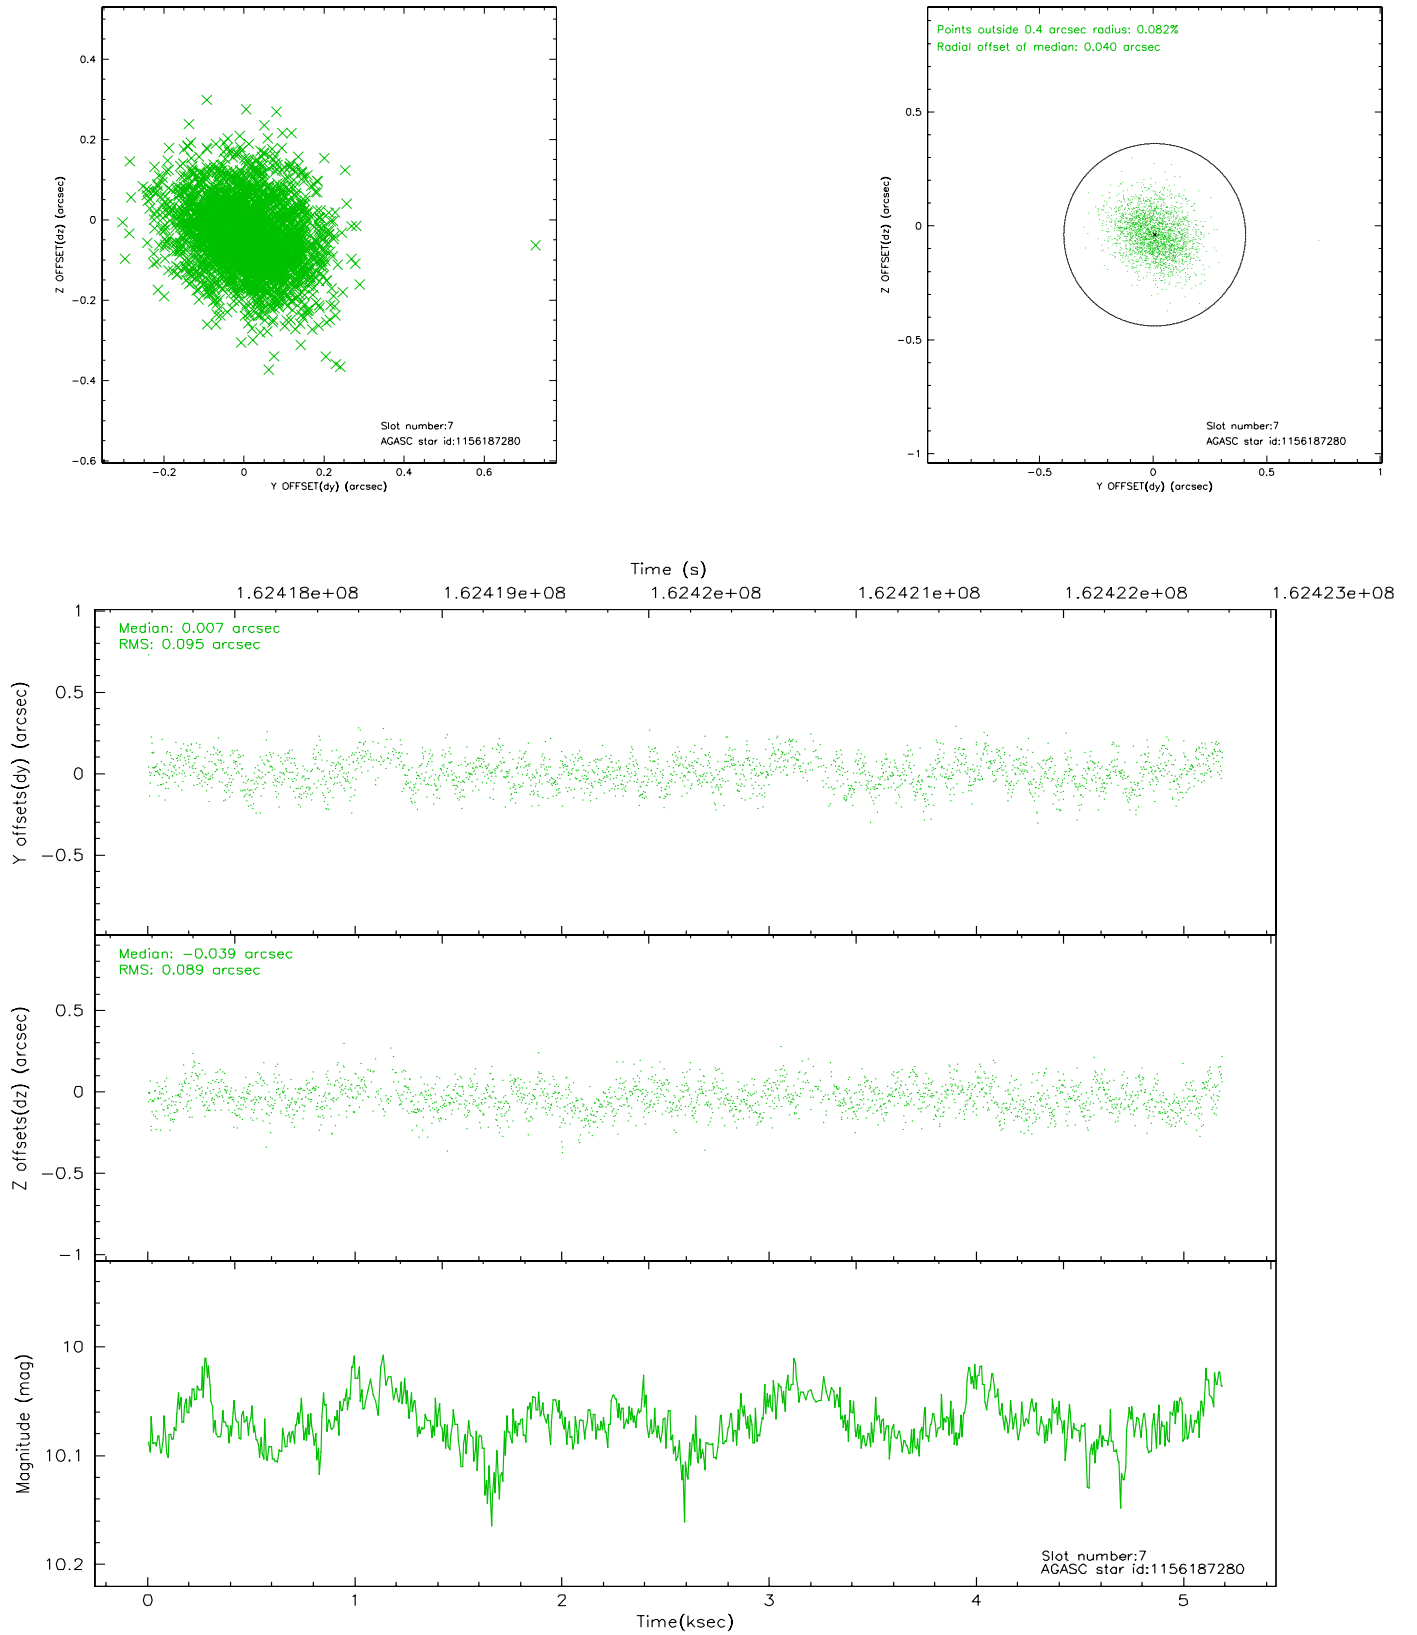 0.4
0.2
0
−0.2
−0.4
−0.6
Z OFFSET(dz) (arcsec)
−0.2
0
0.2
0.4
0.6
Y OFFSET(dy) (arcsec)
Slot number:7
AGASC star id:1156187280
Points outside 0.4 arcsec radius: 0.082%
Radial offset of median: 0.040 arcsec
0.5
0
−0.5
−1
Z OFFSET(dz) (arcsec)
−0.5
0
0.5
1
Y OFFSET(dy) (arcsec)
Slot number:7
AGASC star id:1156187280
Time (s)
1.62418e+08
1.62419e+08
1.6242e+08
1.62421e+08
1.62422e+08
1.62423e+08
Median: 0.007 arcsec
RMS: 0.095 arcsec
1
0.5
0
−0.5
Y offsets(dy) (arcsec)
Median: −0.039 arcsec
RMS: 0.089 arcsec
0.5
0
−0.5
−1
Z offsets(dz) (arcsec)
10
10.1
10.2
Magnitude (mag)
Slot number:7
AGASC star id:1156187280
0
1
2
3
4
5
Time(ksec)